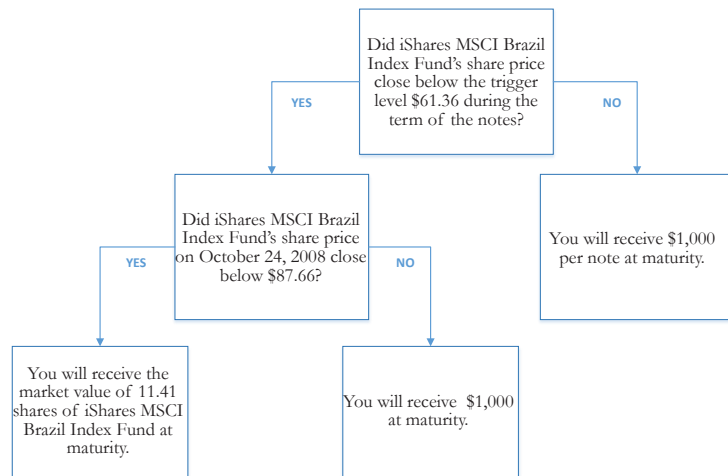 Did iShares MSCI Brazil
Index Fund's share price
close below the trigger
level $61.36 during the
term of the notes?
YES
NO
Did iShares MSCI Brazil
Index Fund's share price
on October 24, 2008 close
below $87.66?
You will receive $1,000
per note at maturity.
YES
NO
You will receive the
market value of 11.41
shares of iShares MSCI
Brazil Index Fund at
maturity.
You will receive $1,000
at maturity.